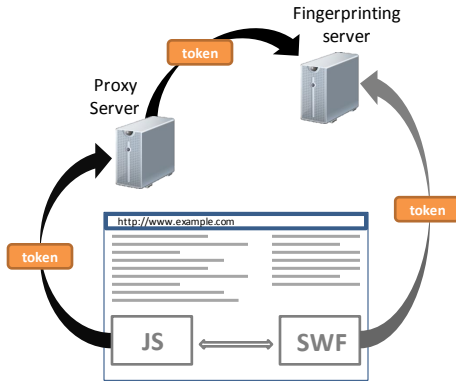 Fingerprinting
server
token
Proxy
Server
token
token
http://www.example.com
JS
SWF